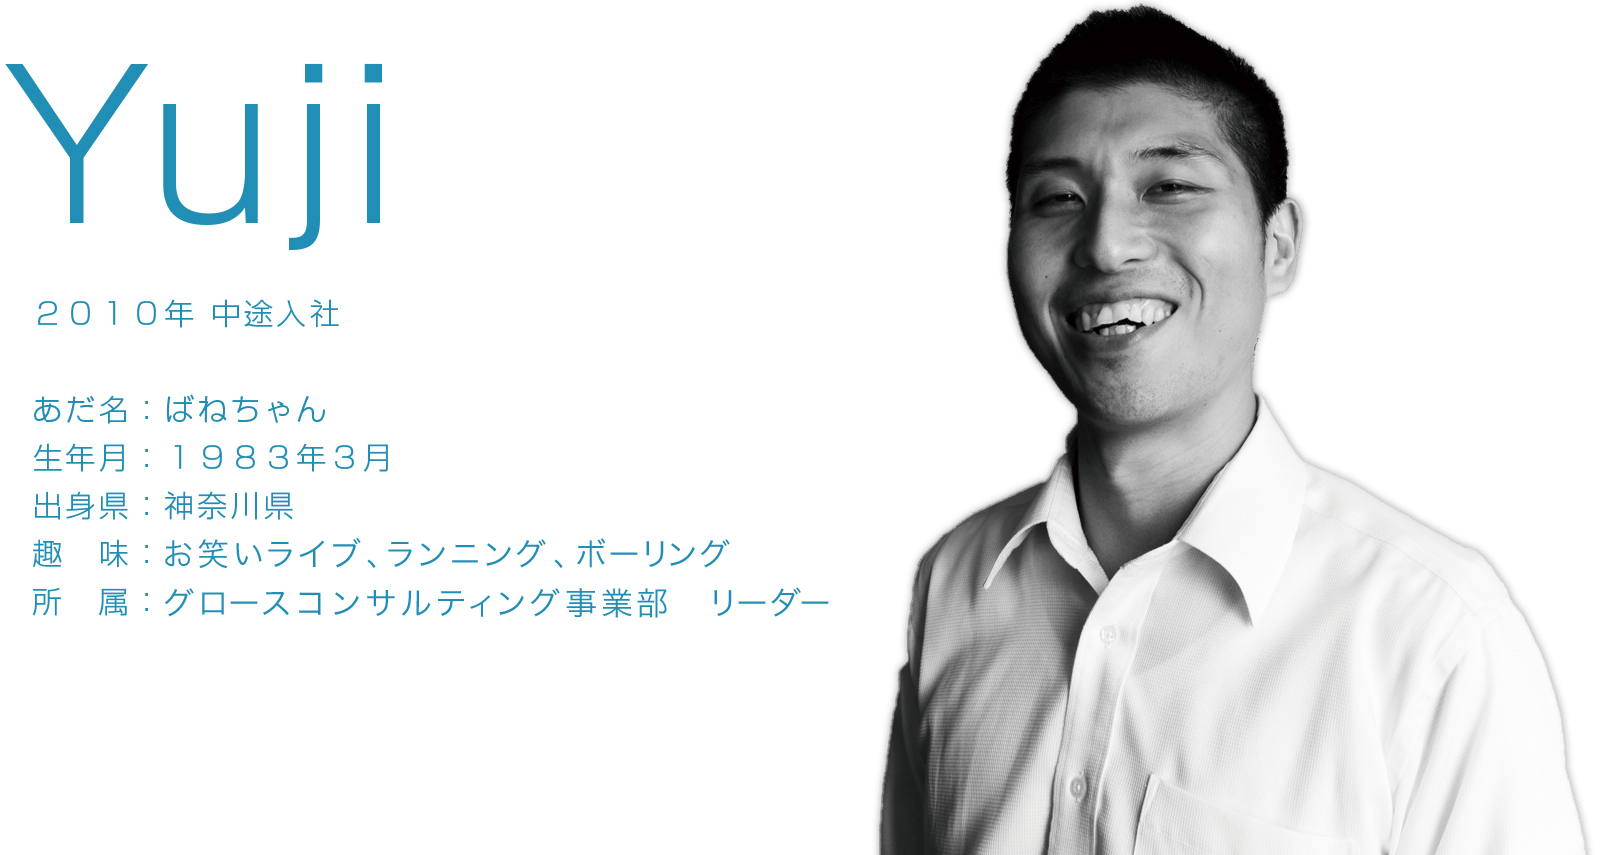 Yuji
２０１０年 中途入社
あだ名：ばねちゃん
生年月：１９８３年３月
出身県：神奈川県
趣　味：お笑いライブ、ランニング、ボーリング
所　属：グロースコンサルティング事業部　リーダー